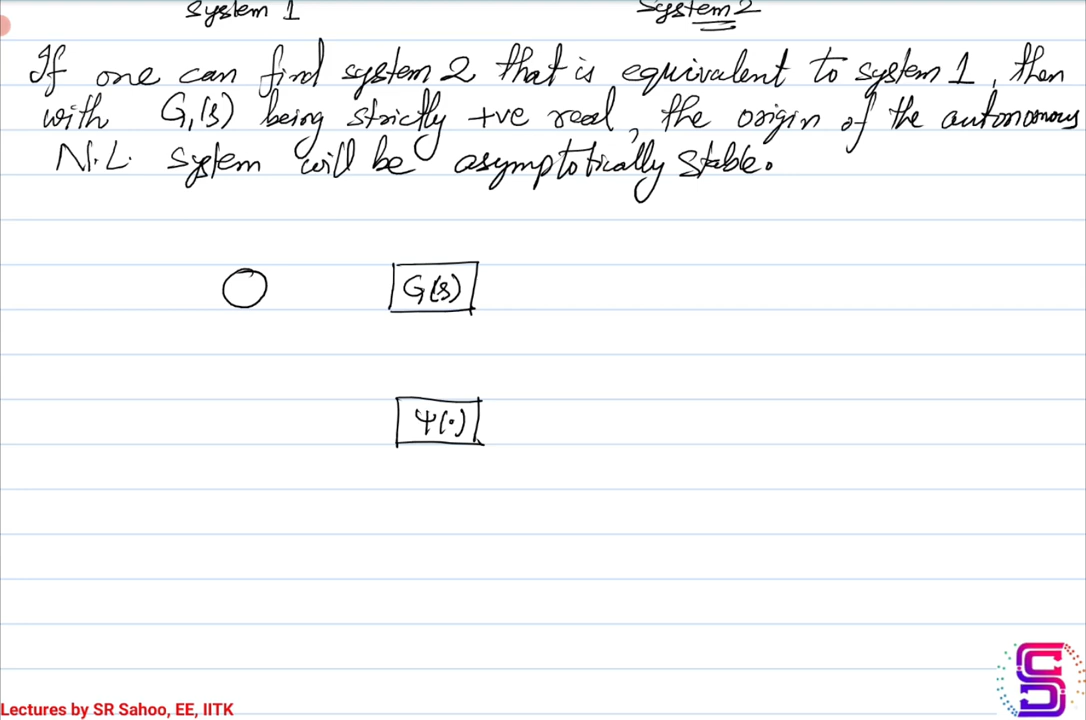 System 1 System 2
If one can find system 2 that is equivalent to system 1, then
with G₁(s) being strictly +ve real, the origin of the autonomous
N.L. system will be asymptotically stable.
G(s)
Ψ(·)
Lectures by SR Sahoo, EE, IITK